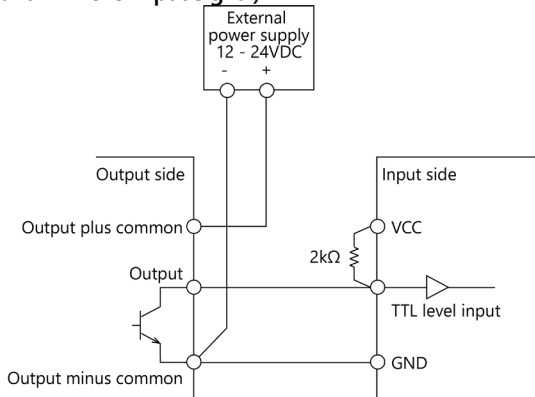 External
power supply
12 - 24VDC
- +
Output side
Input side
Output plus common
VCC
2kΩ
Output
TTL level input
GND
Output minus common